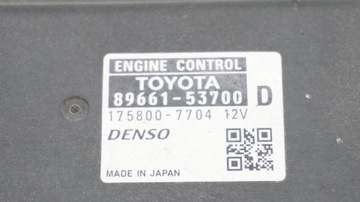 ENGINE CONTROL
TOYOTA
89661-53700 D
175800-7704 12V
DENSO
MADE IN JAPAN